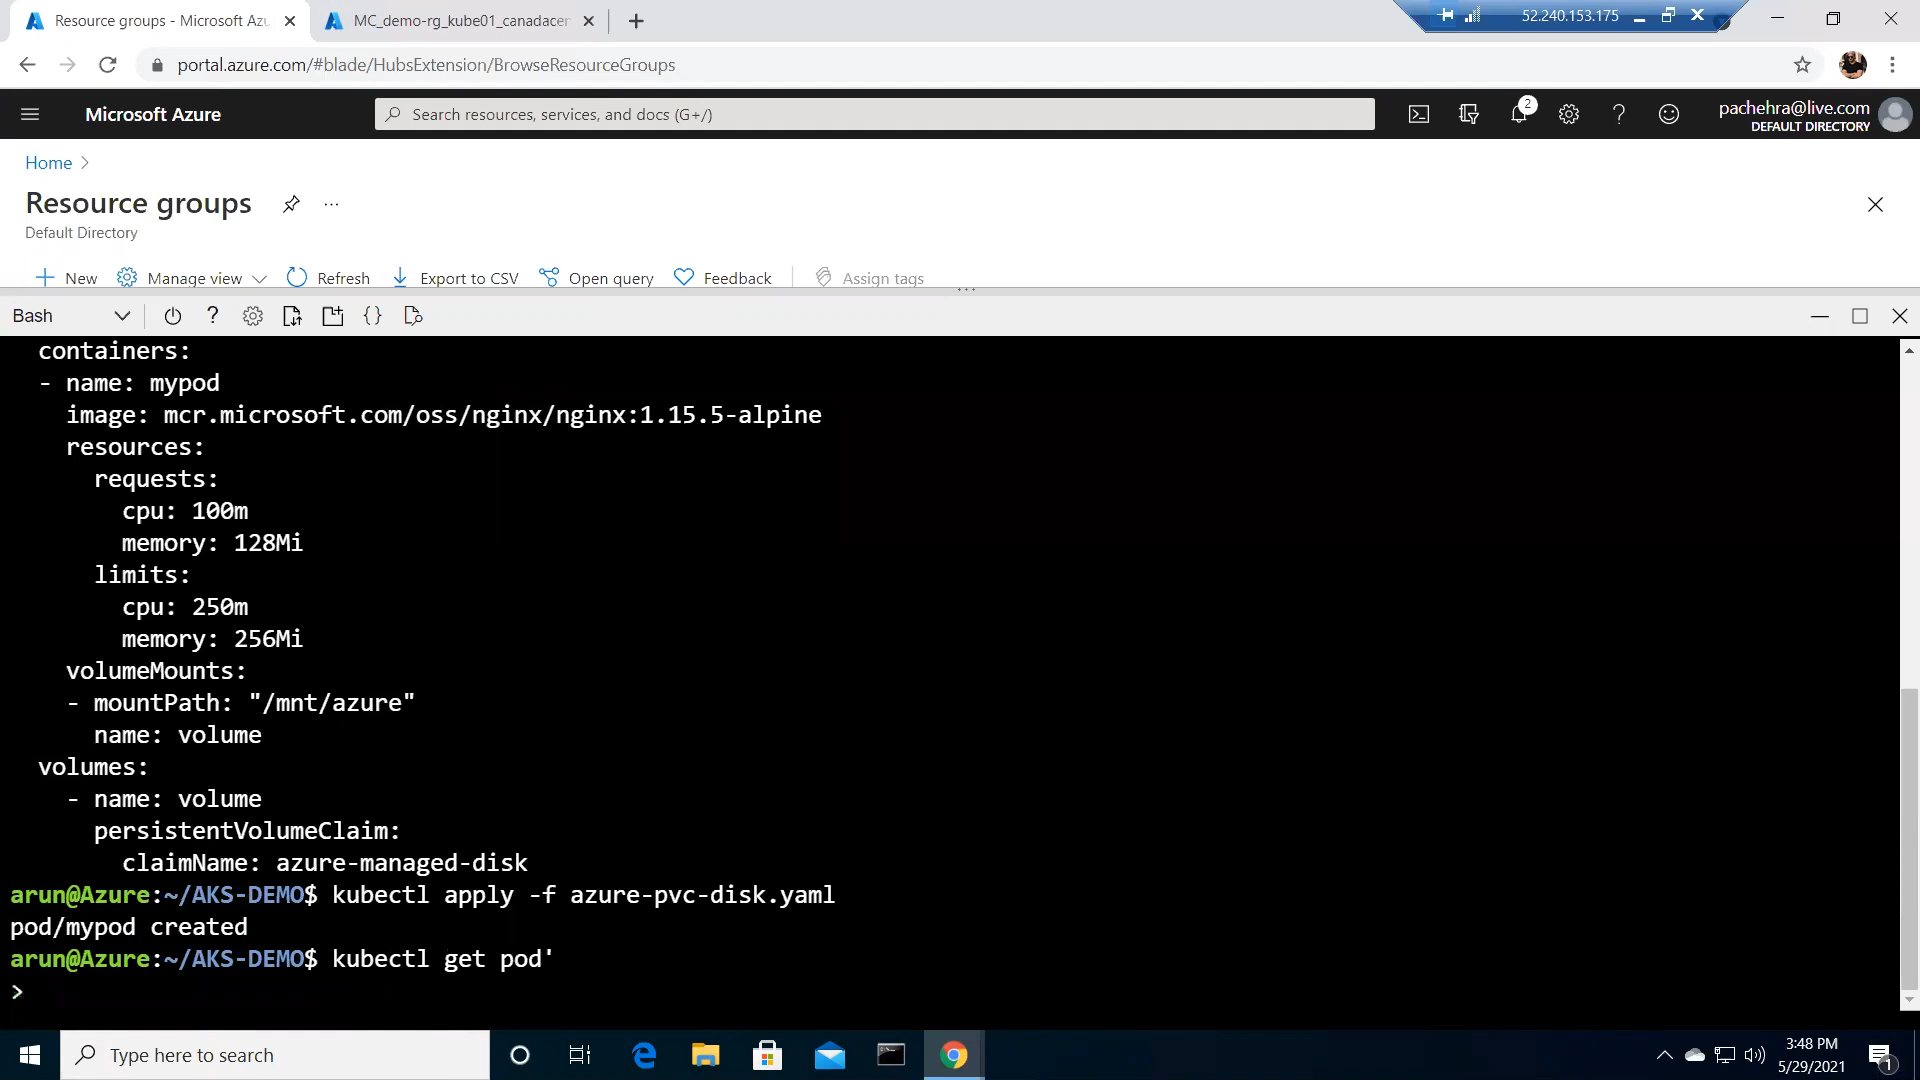 Resource groups - Microsoft Azu
MC_demo-rg_kube01_canadacen
52.240.153.175
portal.azure.com/#blade/HubsExtension/BrowseResourceGroups
Microsoft Azure
Search resources, services, and docs (G+/)
2
pachehra@live.com
DEFAULT DIRECTORY
Home
Resource groups
Default Directory
New
Manage view
Refresh
Export to CSV
Open query
Feedback
Assign tags
Bash
containers:
- name: mypod
image: mcr.microsoft.com/oss/nginx/nginx:1.15.5-alpine
resources:
requests:
cpu: 100m
memory: 128Mi
limits:
cpu: 250m
memory: 256Mi
volumeMounts:
- mountPath: "/mnt/azure"
name: volume
volumes:
- name: volume
persistentVolumeClaim:
claimName: azure-managed-disk
arun@Azure:~/AKS-DEMO$ kubectl apply -f azure-pvc-disk.yaml
pod/mypod created
arun@Azure:~/AKS-DEMO$ kubectl get pod'
>
Type here to search
3:48 PM
5/29/2021
1